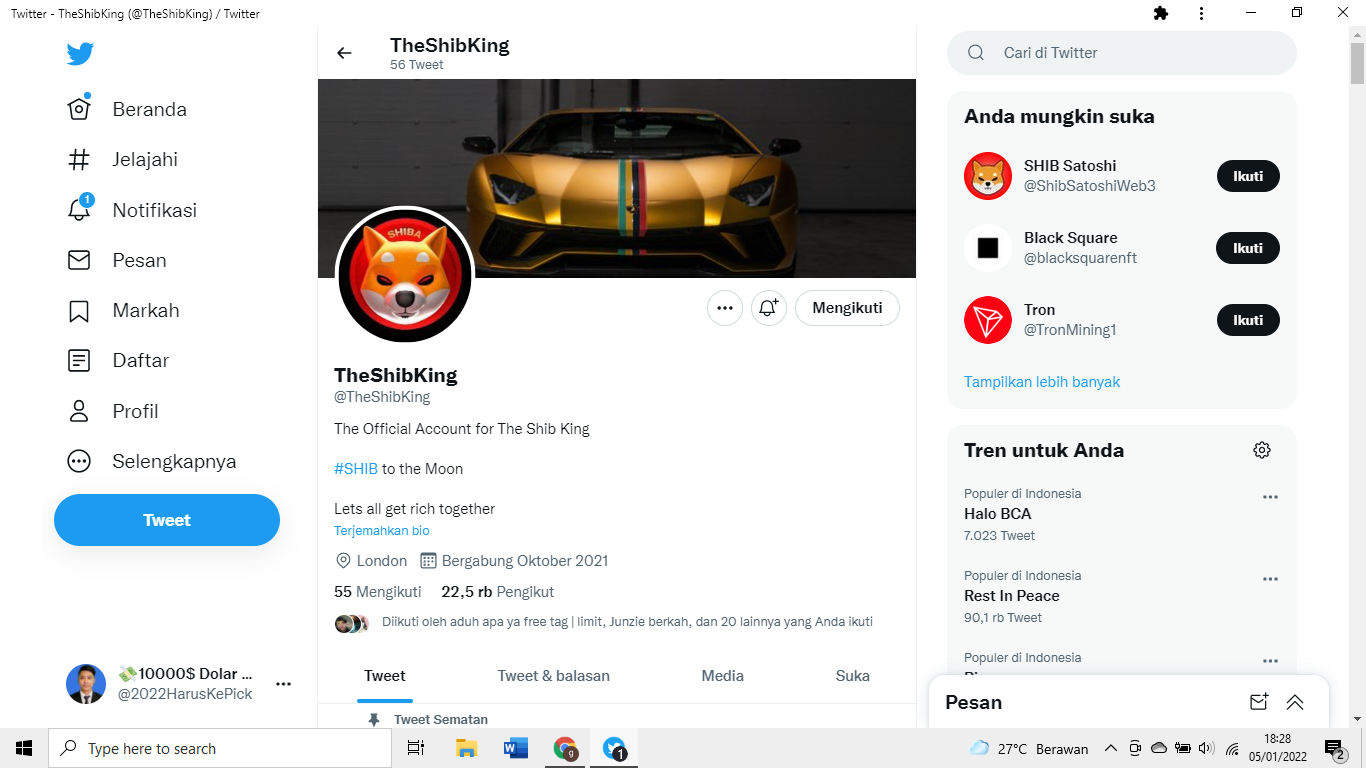 Twitter - TheShibKing (@TheShibKing) / Twitter
TheShibKing
56 Tweet
Cari di Twitter
Beranda
Jelajahi
1
Notifikasi
Pesan
Markah
Daftar
Profil
Selengkapnya
Tweet
💸10000$ Dolar ...
@2022HarusKePick
SHIBA
Mengikuti
TheShibKing
@TheShibKing
The Official Account for The Shib King
#SHIB to the Moon
Lets all get rich together
Terjemahkan bio
London Bergabung Oktober 2021
55 Mengikuti 22,5 rb Pengikut
Diikuti oleh aduh apa ya free tag | limit, Junzie berkah, dan 20 lainnya yang Anda ikuti
Tweet Tweet & balasan Media Suka
Tweet Sematan
Anda mungkin suka
SHIB Satoshi
@ShibSatoshiWeb3
Ikuti
Black Square
@blacksquarenft
Ikuti
Tron
@TronMining1
Ikuti
Tampilkan lebih banyak
Tren untuk Anda
Populer di Indonesia
Halo BCA
7.023 Tweet
Populer di Indonesia
Rest In Peace
90,1 rb Tweet
Populer di Indonesia
Pesan
Type here to search
g
1
27°C Berawan
18:28
05/01/2022
2